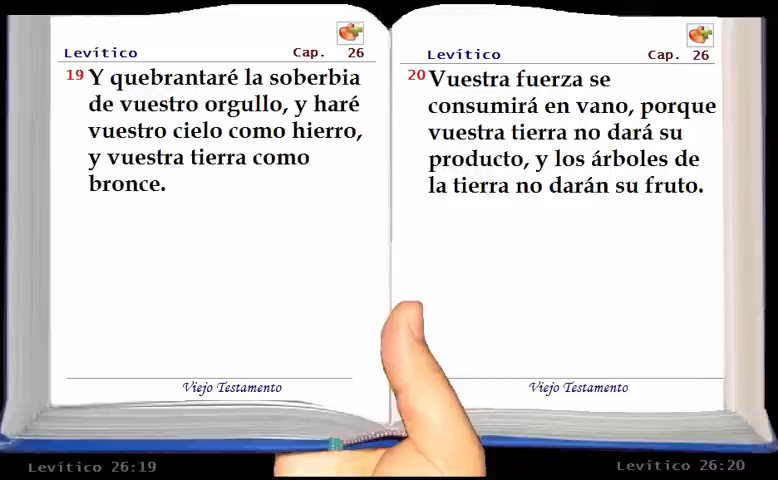 Levítico Cap. 26
19 Y quebrantaré la soberbia
de vuestro orgullo, y haré
vuestro cielo como hierro,
y vuestra tierra como
bronce.
Viejo Testamento
Levítico 26:19
Levítico Cap. 26
20 Vuestra fuerza se
consumirá en vano, porque
vuestra tierra no dará su
producto, y los árboles de
la tierra no darán su fruto.
Viejo Testamento
Levítico 26:20